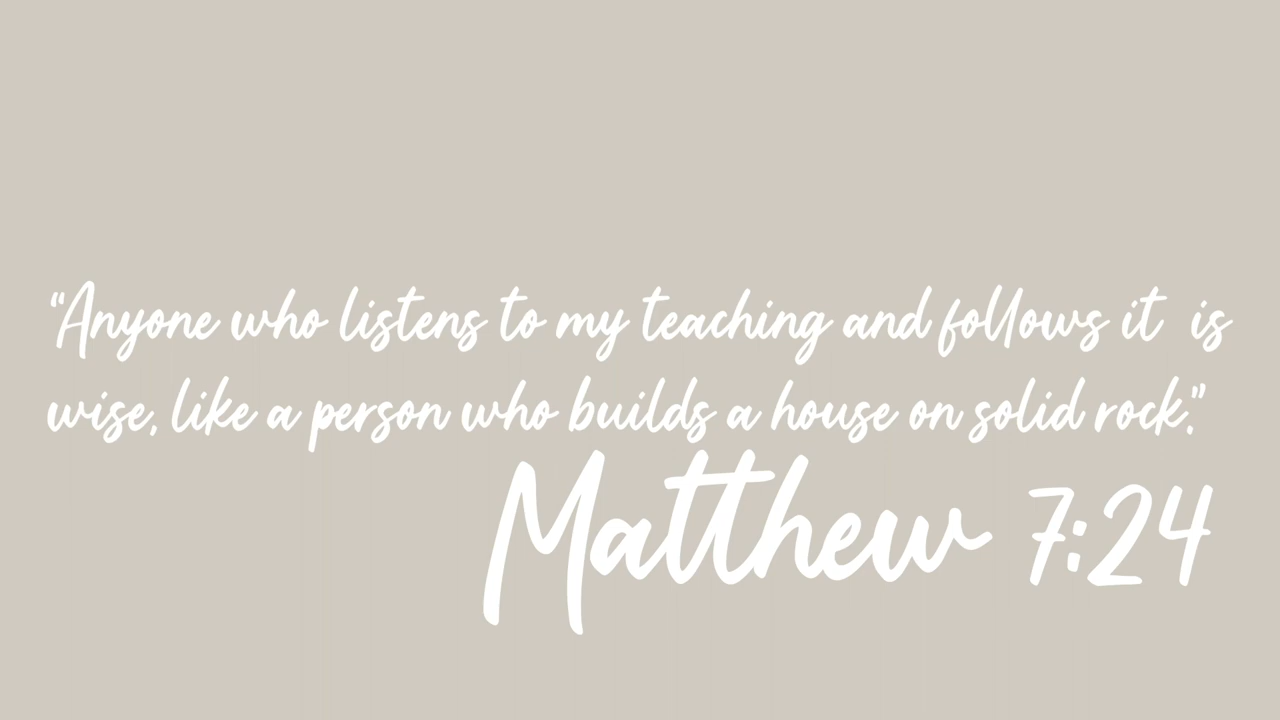 “Anyone who listens to my teaching and follows it is
wise, like a person who builds a house on solid rock.”
Matthew 7:24